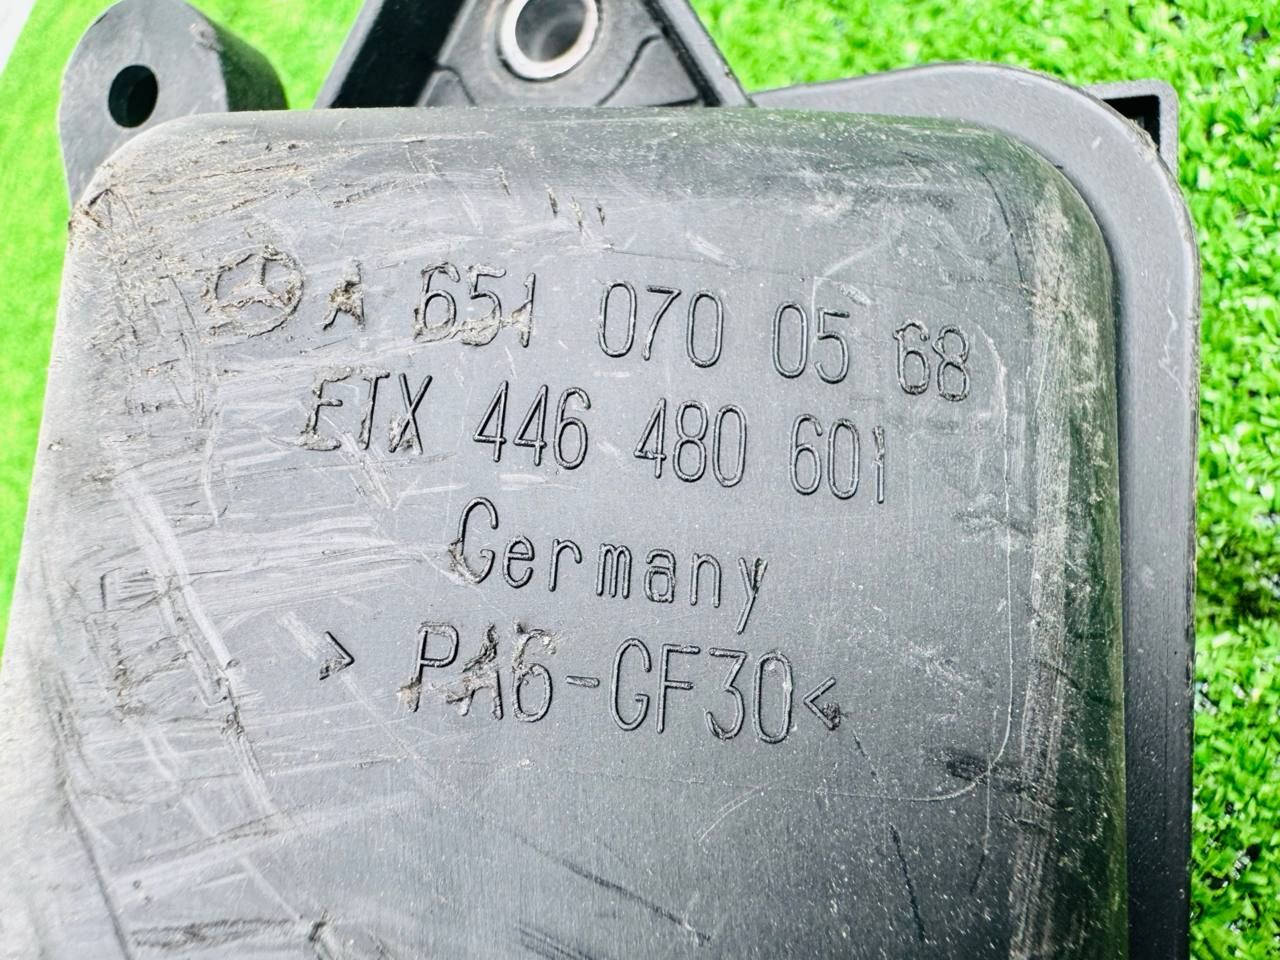 A 651 070 05 68
ETX 446 480 601
Germany
> PA6-GF30<